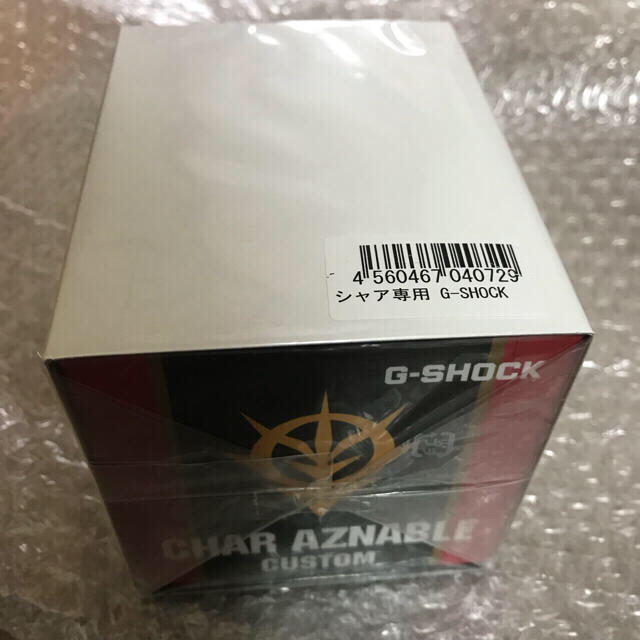 4 560467 040729
シャア専用 G-SHOCK
G-SHOCK
CHAR AZNABLE
CUSTOM